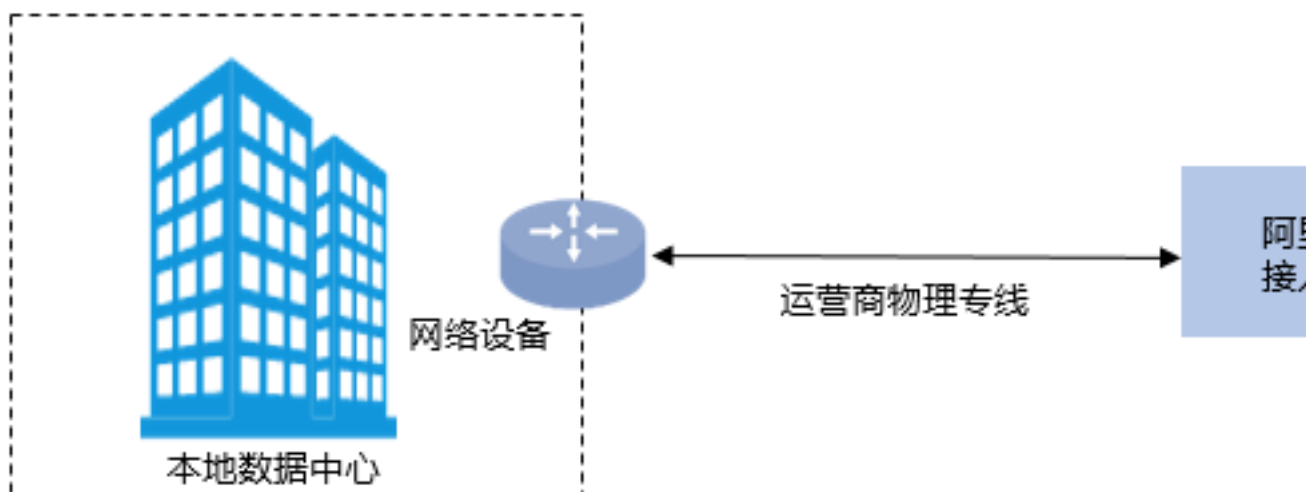 阿里
接入
运营商物理专线
网络设备
本地数据中心